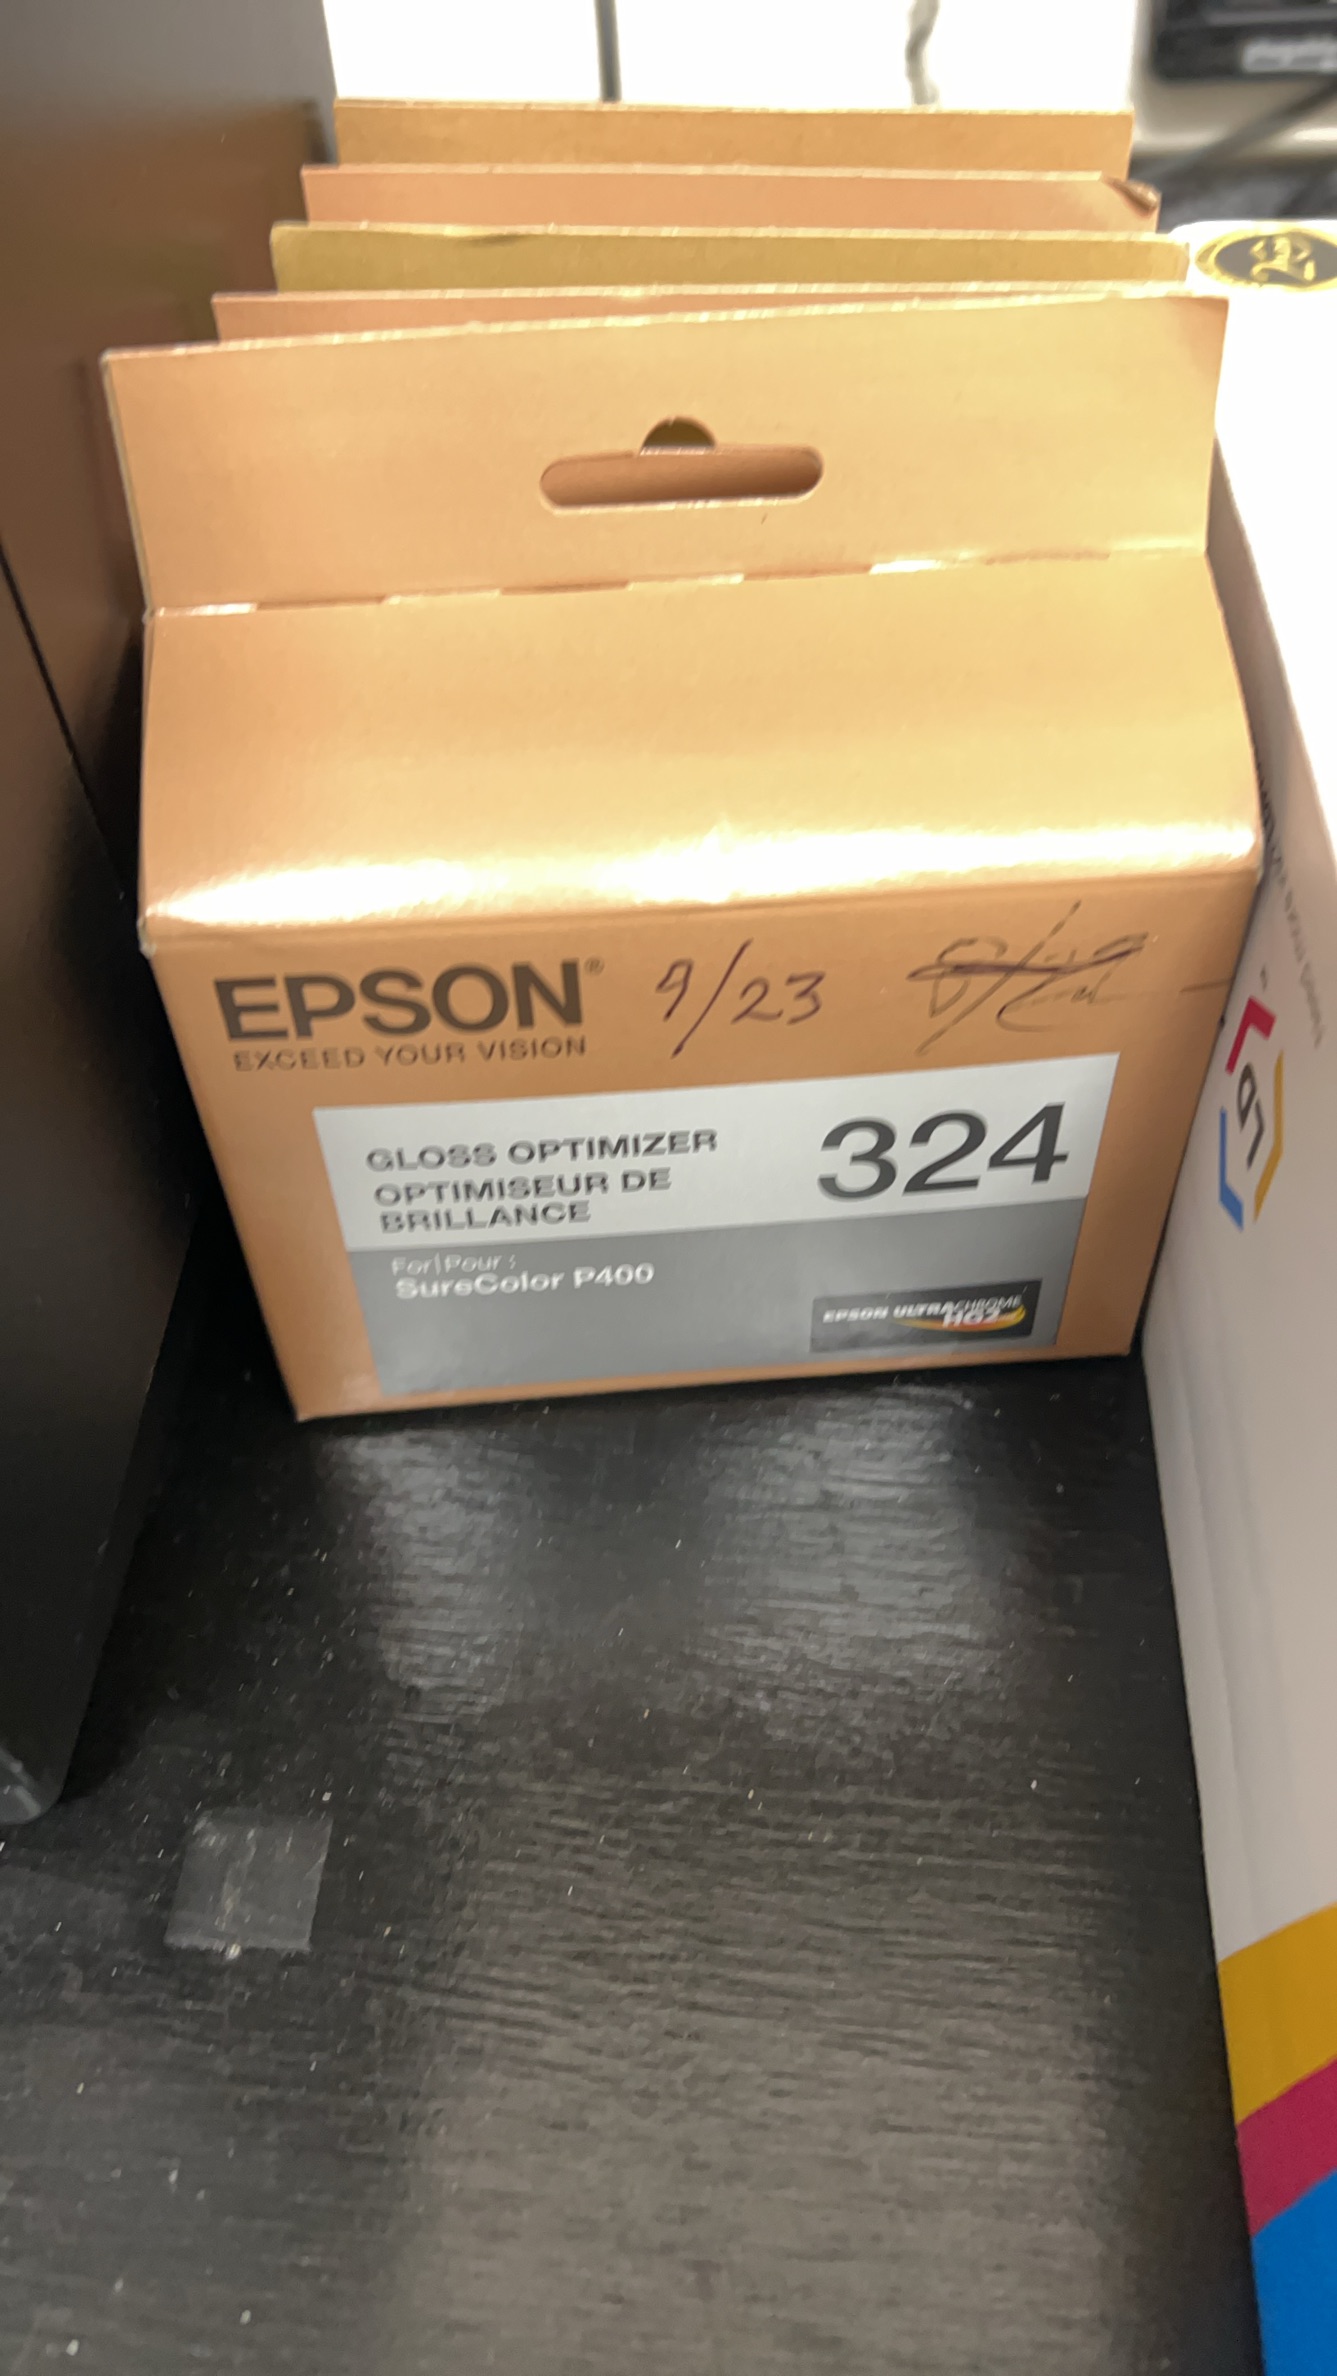 EPSON® 9/23
EXCEED YOUR VISION
GLOSS OPTIMIZER
OPTIMISEUR DE
BRILLANCE
324
For/Pour :
SureColor P400
EPSON ULTRACHROME
HG2